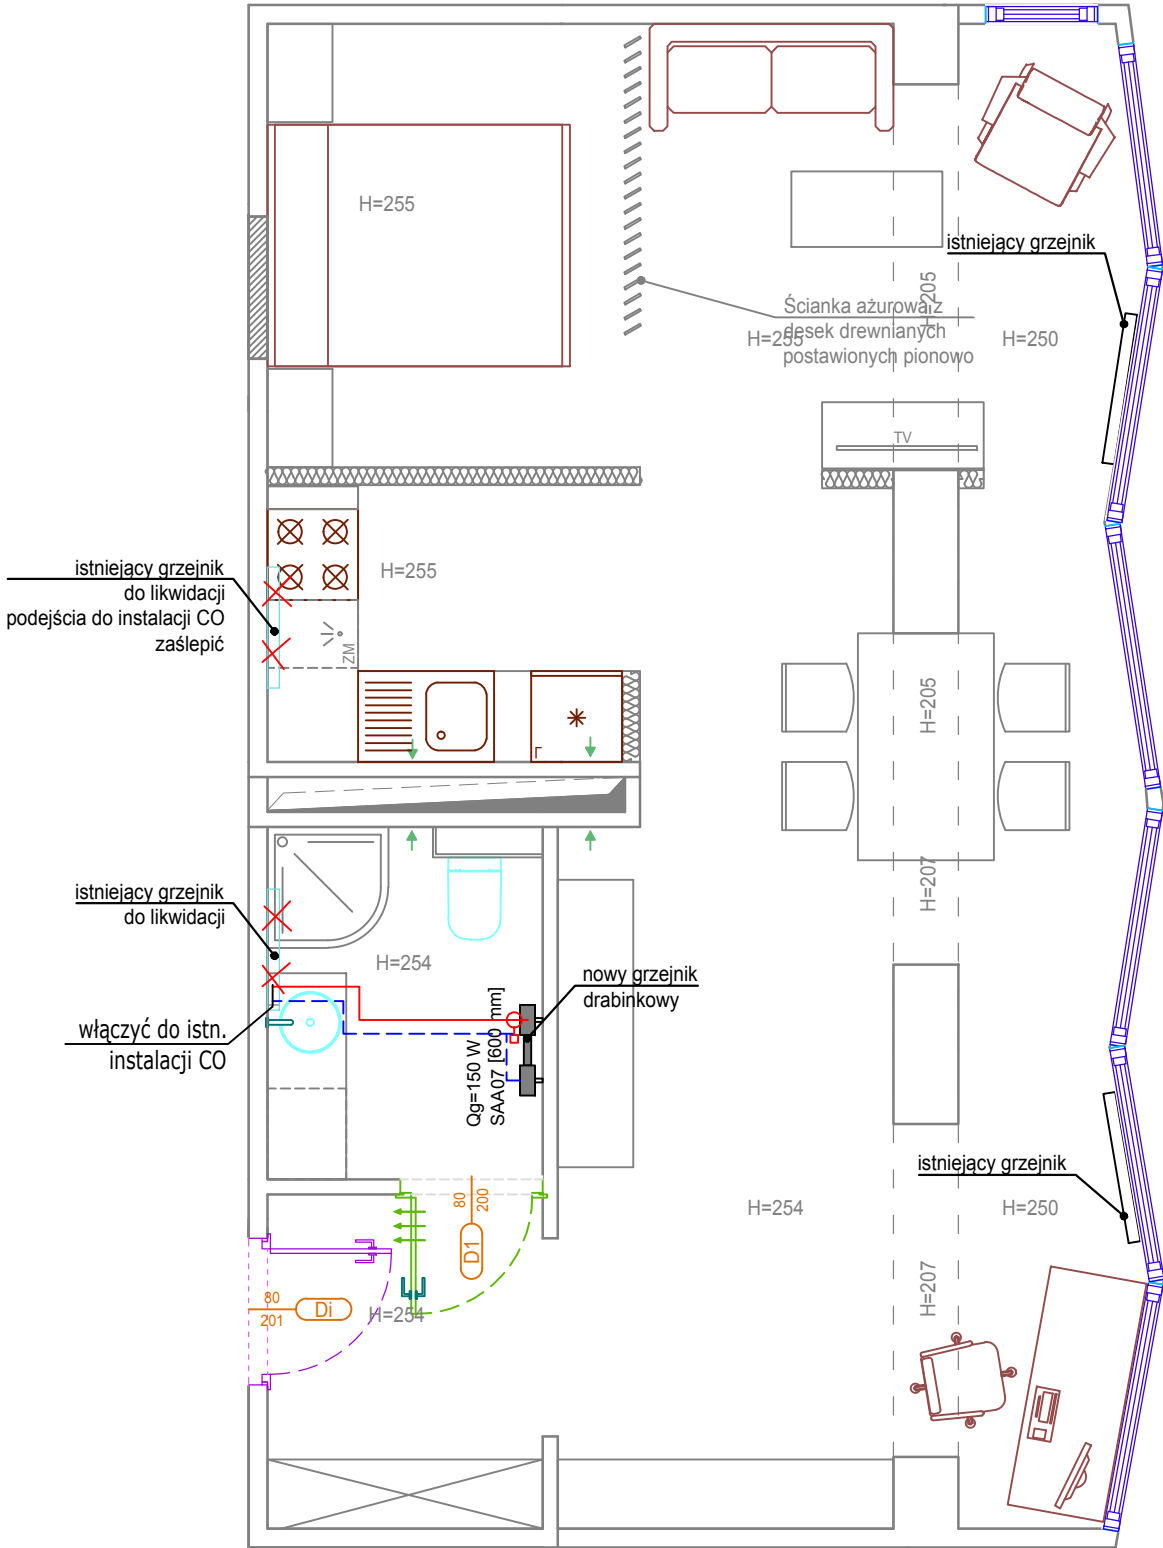 H=255
istniejący grzejnik
H=205
Ścianka ażurowa z
desek drewnianych
postawionych pionowo
H=255
H=250
TV
istniejący grzejnik
do likwidacji
podejścia do instalacji CO
zaślepić
H=255
ZM
H=205
H=207
istniejący grzejnik
do likwidacji
H=254
nowy grzejnik
drabinkowy
włączyć do istn.
instalacji CO
Qg=150 W
SAA07 [600 mm]
istniejący grzejnik
80
200
D1
H=254
H=250
80
201
Di
H=254
H=207